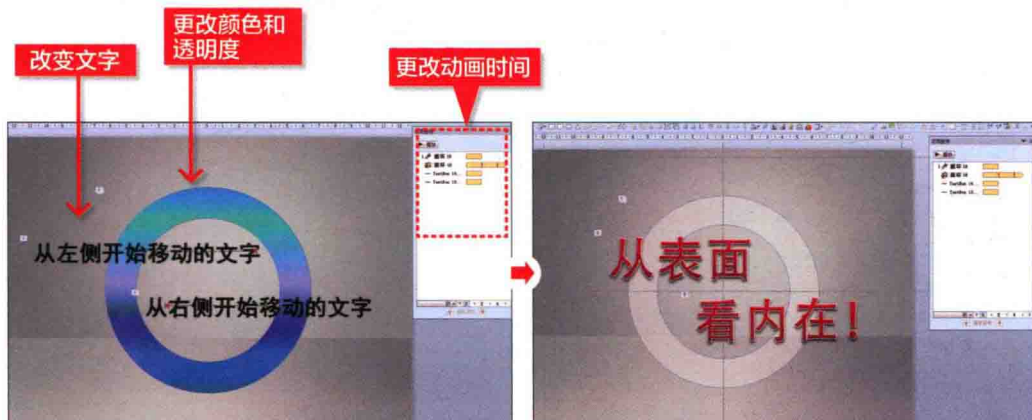 更改颜色和
透明度
改变文字
更改动画时间
从左侧开始移动的文字
从右侧开始移动的文字
从表面
看内在!